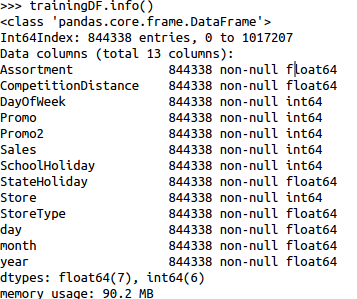 >>> trainingDF.info()
<class 'pandas.core.frame.DataFrame'>
Int64Index: 844338 entries, 0 to 1017207
Data columns (total 13 columns):
Assortment             844338 non-null float64
CompetitionDistance    844338 non-null float64
DayOfWeek              844338 non-null int64
Promo                  844338 non-null int64
Promo2                 844338 non-null int64
Sales                  844338 non-null int64
SchoolHoliday          844338 non-null int64
StateHoliday           844338 non-null float64
Store                  844338 non-null int64
StoreType              844338 non-null float64
day                    844338 non-null float64
month                  844338 non-null float64
year                   844338 non-null float64
dtypes: float64(7), int64(6)
memory usage: 90.2 MB